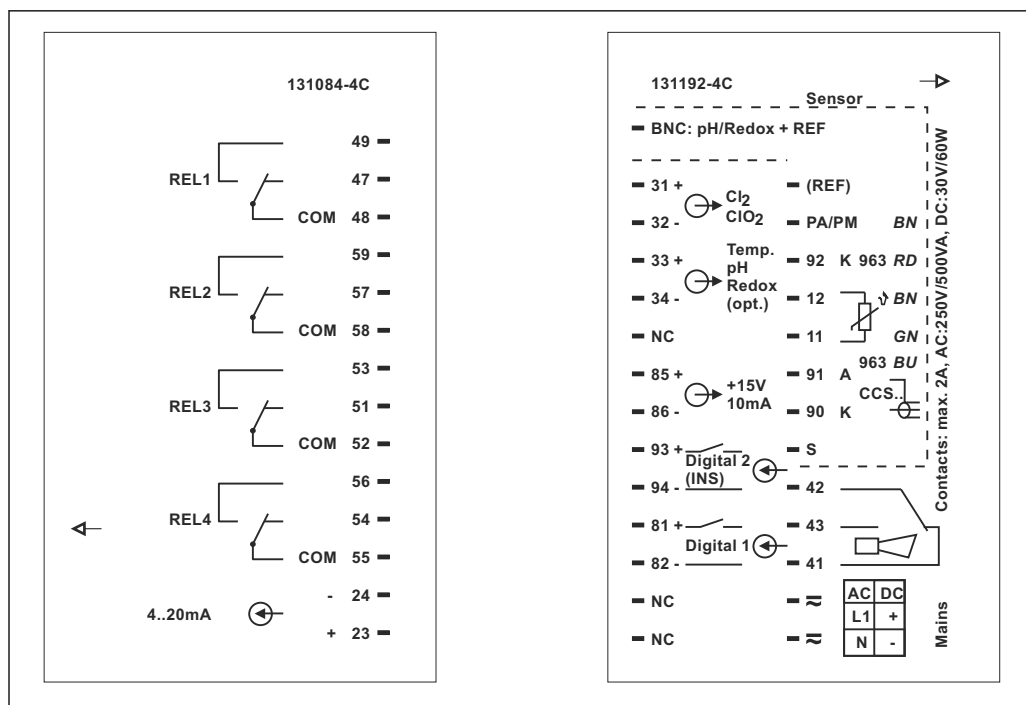 131084-4C
49
REL1 47
COM 48
59
REL2 57
COM 58
53
REL3 51
COM 52
56
REL4 54
COM 55
- 24
4..20mA
+ 23
131192-4C
Sensor
BNC: pH/Redox + REF
31 +
Cl2
32 -
ClO2
33 +
Temp.
pH
Redox
34 -
(opt.)
NC
85 +
+15V
86 -
10mA
93 +
Digital 2
94 -
(INS)
81 +
Digital 1
82 -
NC
NC
(REF)
PA/PM BN
92 K 963 RD
12 BN
11 GN
963 BU
91 A
CCS..
90 K
S
42
43
41
≂
≂
AC DC
L1 +
N -
Contacts: max. 2A, AC:250V/500VA, DC:30V/60W
Mains